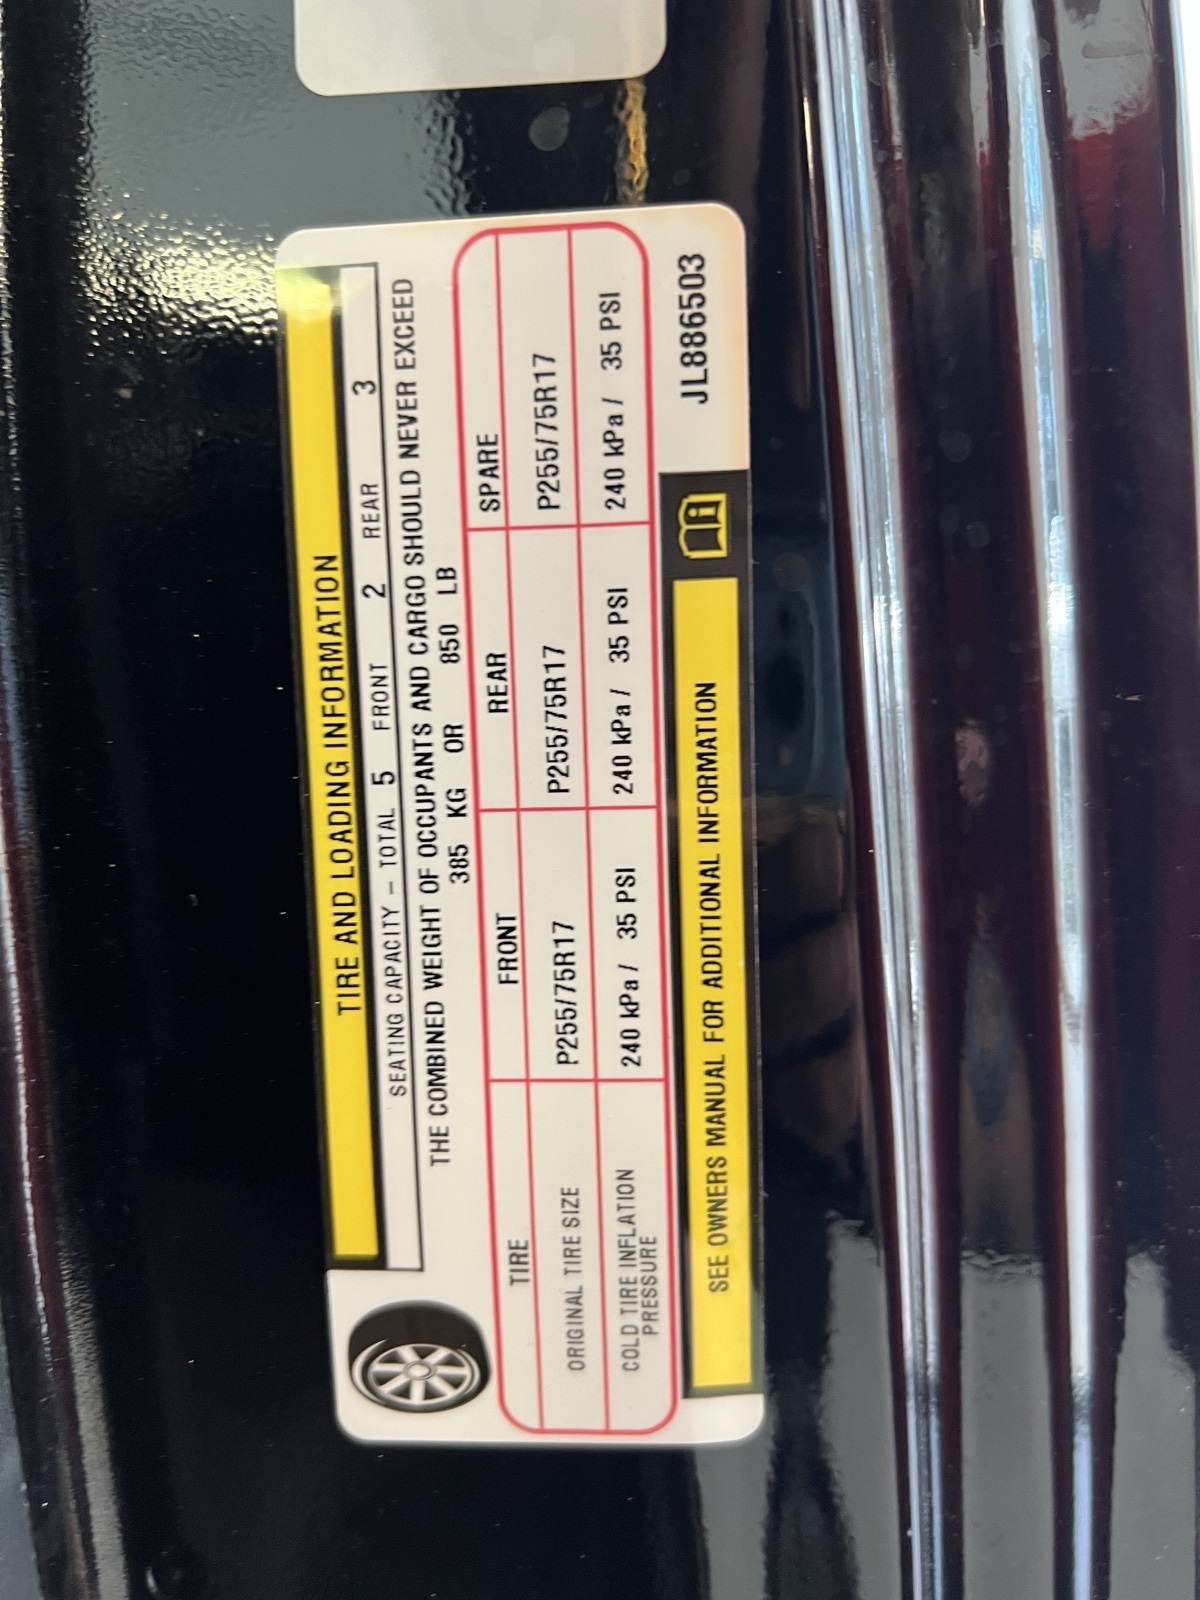 TIRE AND LOADING INFORMATION
SEATING CAPACITY – TOTAL 5 FRONT 2 REAR 3
THE COMBINED WEIGHT OF OCCUPANTS AND CARGO SHOULD NEVER EXCEED
385 KG OR 850 LB
TIRE FRONT REAR SPARE
ORIGINAL TIRE SIZE P255/75R17 P255/75R17 P255/75R17
COLD TIRE INFLATION PRESSURE 240 kPa / 35 PSI 240 kPa / 35 PSI 240 kPa / 35 PSI
SEE OWNERS MANUAL FOR ADDITIONAL INFORMATION
JL886503